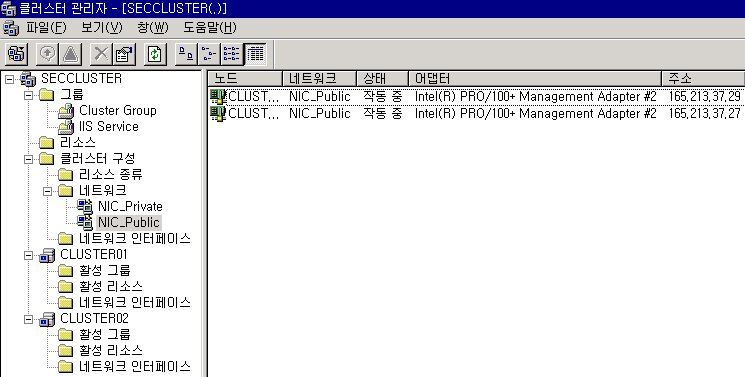 클러스터 관리자 - [SECCLUSTER(.)]
파일(F) 보기(V) 창(W) 도움말(H)
SECCLUSTER
그룹
Cluster Group
IIS Service
리소스
클러스터 구성
리소스 종류
네트워크
NIC_Private
NIC_Public
네트워크 인터페이스
CLUSTER01
활성 그룹
활성 리소스
네트워크 인터페이스
CLUSTER02
활성 그룹
활성 리소스
네트워크 인터페이스
노드 네트워크 상태 어댑터 주소
CLUST... NIC_Public 작동 중 Intel(R) PRO/100+ Management Adapter #2 165,213,37,29
CLUST... NIC_Public 작동 중 Intel(R) PRO/100+ Management Adapter #2 165,213,37,27